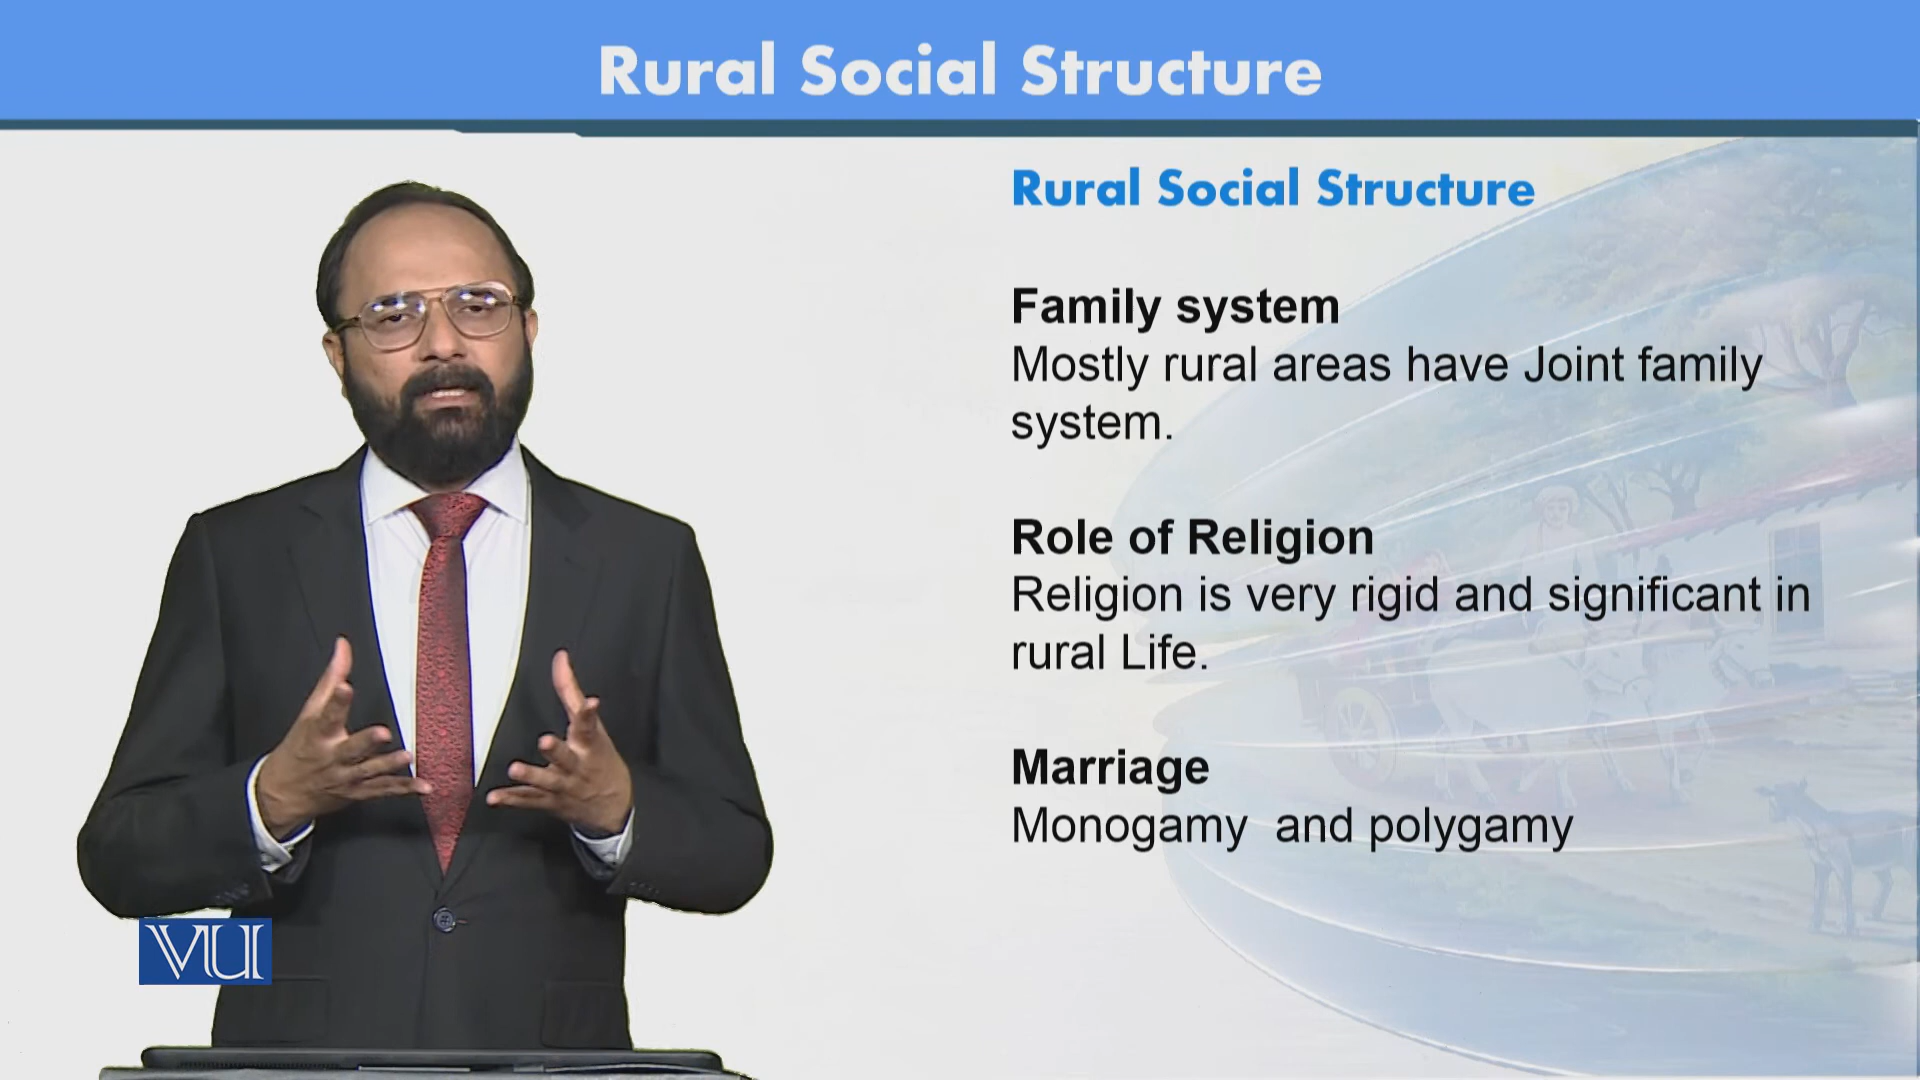 Rural Social Structure
Rural Social Structure
Family system
Mostly rural areas have Joint family
system.
Role of Religion
Religion is very rigid and significant in
rural Life.
Marriage
Monogamy  and polygamy
VU